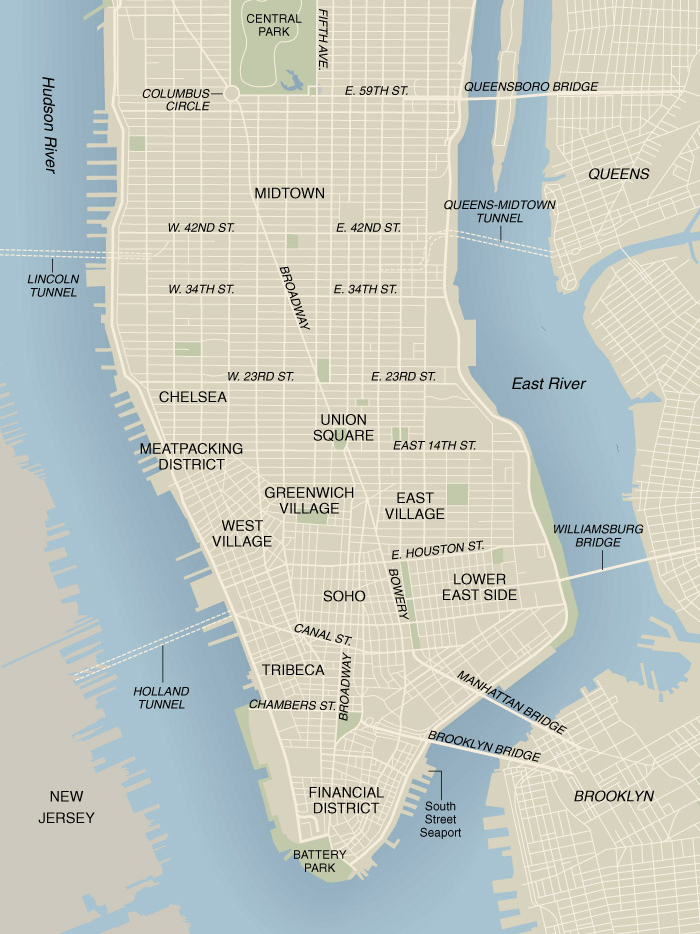 CENTRAL
PARK
FIFTH AVE.
COLUMBUS
CIRCLE
E. 59TH ST.
QUEENSBORO BRIDGE
Hudson River
QUEENS
MIDTOWN
QUEENS-MIDTOWN
TUNNEL
W. 42ND ST.
E. 42ND ST.
LINCOLN
TUNNEL
W. 34TH ST.
E. 34TH ST.
BROADWAY
W. 23RD ST.
E. 23RD ST.
East River
CHELSEA
UNION
SQUARE
EAST 14TH ST.
MEATPACKING
DISTRICT
GREENWICH
VILLAGE
EAST
VILLAGE
WEST
VILLAGE
WILLIAMSBURG
BRIDGE
E. HOUSTON ST.
BOWERY
LOWER
EAST SIDE
SOHO
CANAL ST.
TRIBECA
BROADWAY
HOLLAND
TUNNEL
CHAMBERS ST.
MANHATTAN BRIDGE
BROOKLYN BRIDGE
NEW
JERSEY
FINANCIAL
DISTRICT
South
Street
Seaport
BROOKLYN
BATTERY
PARK